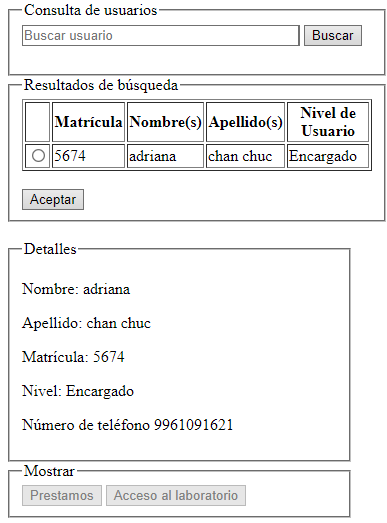 Consulta de usuarios
Buscar usuario Buscar
Resultados de búsqueda
Matrícula Nombre(s) Apellido(s) Nivel de Usuario
5674 adriana chan chuc Encargado
Aceptar
Detalles
Nombre: adriana
Apellido: chan chuc
Matrícula: 5674
Nivel: Encargado
Número de teléfono 9961091621
Mostrar
Prestamos Acceso al laboratorio